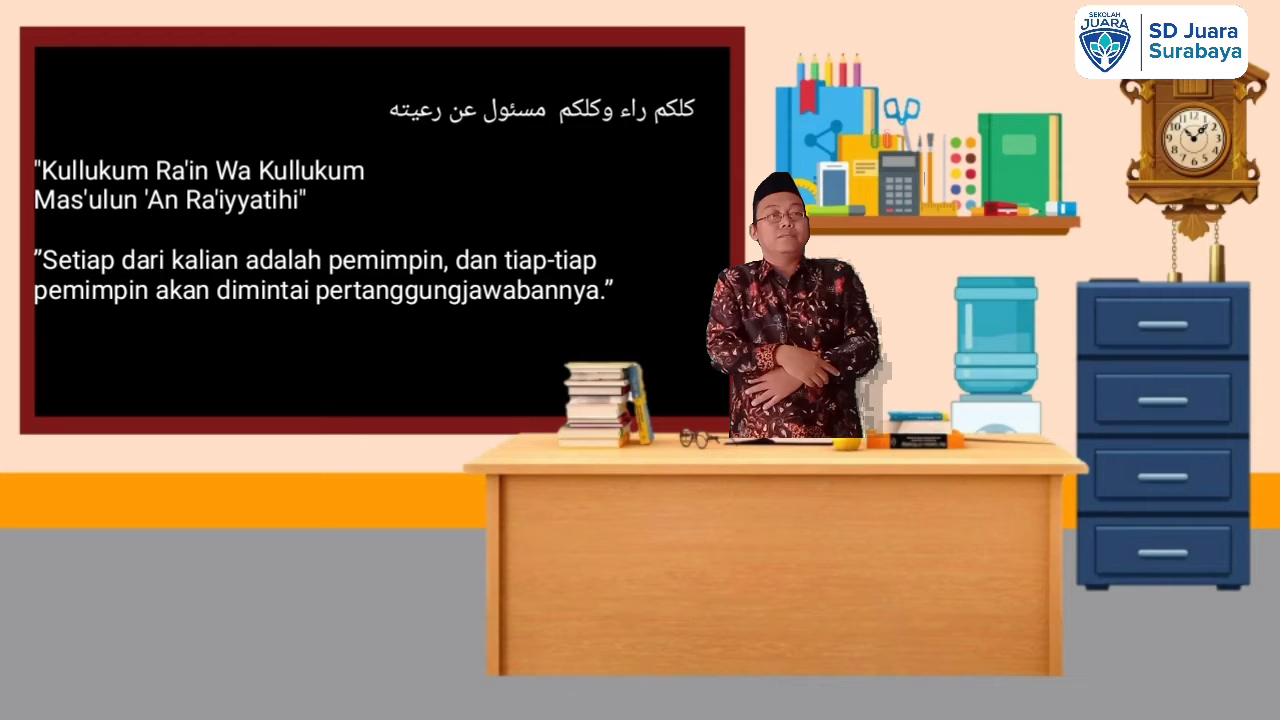 كلكم راء وكلكم  مسئول عن رعيته
"Kullukum Ra'in Wa Kullukum
Mas'ulun 'An Ra'iyyatihi"
”Setiap dari kalian adalah pemimpin, dan tiap-tiap
pemimpin akan dimintai pertanggungjawabannya.”
SEKOLAH
JUARA
SD Juara
Surabaya